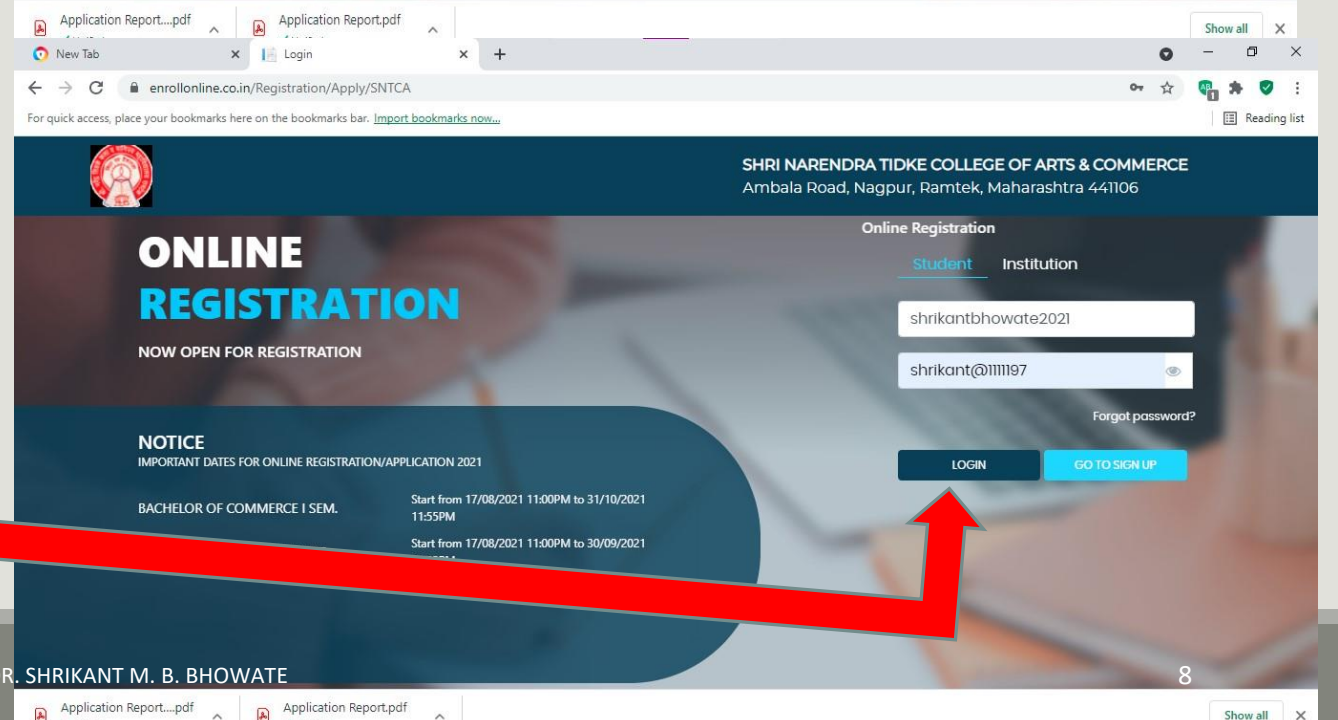 Application Report....pdf
Application Report.pdf
Show all
New Tab
Login
enrollonline.co.in/Registration/Apply/SNTCA
For quick access, place your bookmarks here on the bookmarks bar. Import bookmarks now...
Reading list
SHRI NARENDRA TIDKE COLLEGE OF ARTS & COMMERCE
Ambala Road, Nagpur, Ramtek, Maharashtra 441106
ONLINE
REGISTRATION
NOW OPEN FOR REGISTRATION
Online Registration
Student Institution
shrikantbhowate2021
shrikant@1111197
Forgot password?
LOGIN GO TO SIGN UP
NOTICE
IMPORTANT DATES FOR ONLINE REGISTRATION/APPLICATION 2021
BACHELOR OF COMMERCE I SEM.
Start from 17/08/2021 11:00PM to 31/10/2021
11:55PM
Start from 17/08/2021 11:00PM to 30/09/2021
R. SHRIKANT M. B. BHOWATE
8
Application Report....pdf
Application Report.pdf
Show all